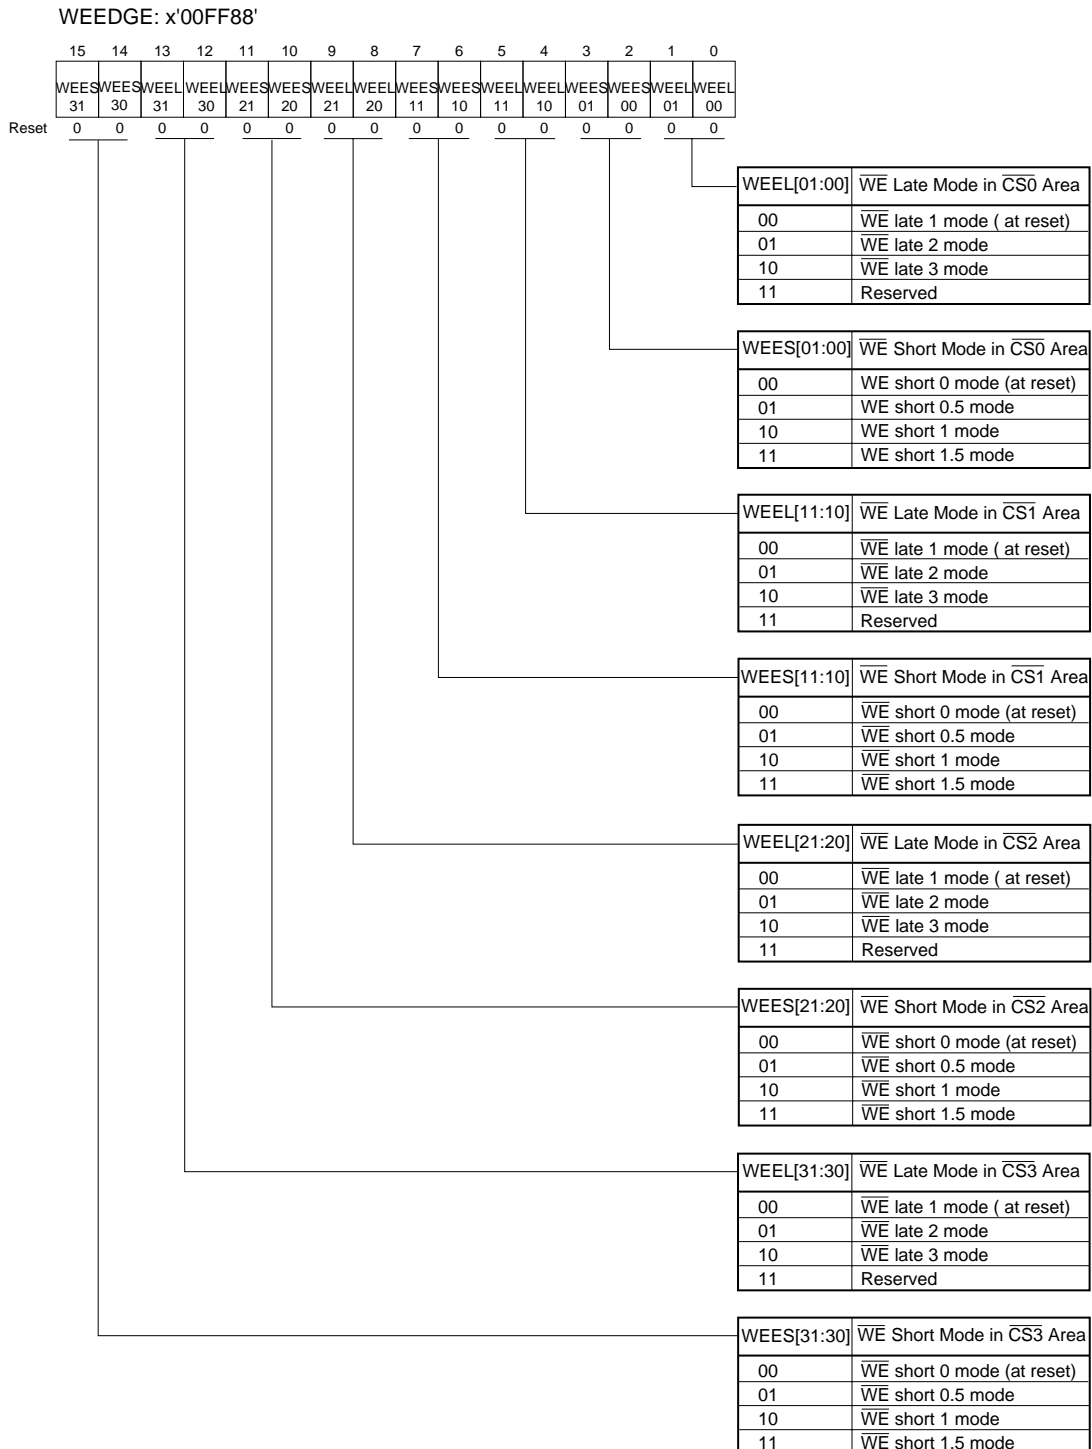 WEEDGE: x'00FF88'
15 14 13 12 11 10 9 8 7 6 5 4 3 2 1 0
WEES WEES WEEL WEEL WEES WEES WEEL WEEL WEES WEES WEEL WEEL WEES WEES WEEL WEEL
31 30 31 30 21 20 21 20 11 10 11 10 01 00 01 00
Reset 0 0 0 0 0 0 0 0 0 0 0 0 0 0 0 0
WEEL[01:00] WE Late Mode in CS0 Area
00 WE late 1 mode ( at reset)
01 WE late 2 mode
10 WE late 3 mode
11 Reserved
WEES[01:00] WE Short Mode in CS0 Area
00 WE short 0 mode (at reset)
01 WE short 0.5 mode
10 WE short 1 mode
11 WE short 1.5 mode
WEEL[11:10] WE Late Mode in CS1 Area
00 WE late 1 mode ( at reset)
01 WE late 2 mode
10 WE late 3 mode
11 Reserved
WEES[11:10] WE Short Mode in CS1 Area
00 WE short 0 mode (at reset)
01 WE short 0.5 mode
10 WE short 1 mode
11 WE short 1.5 mode
WEEL[21:20] WE Late Mode in CS2 Area
00 WE late 1 mode ( at reset)
01 WE late 2 mode
10 WE late 3 mode
11 Reserved
WEES[21:20] WE Short Mode in CS2 Area
00 WE short 0 mode (at reset)
01 WE short 0.5 mode
10 WE short 1 mode
11 WE short 1.5 mode
WEEL[31:30] WE Late Mode in CS3 Area
00 WE late 1 mode ( at reset)
01 WE late 2 mode
10 WE late 3 mode
11 Reserved
WEES[31:30] WE Short Mode in CS3 Area
00 WE short 0 mode (at reset)
01 WE short 0.5 mode
10 WE short 1 mode
11 WE short 1.5 mode